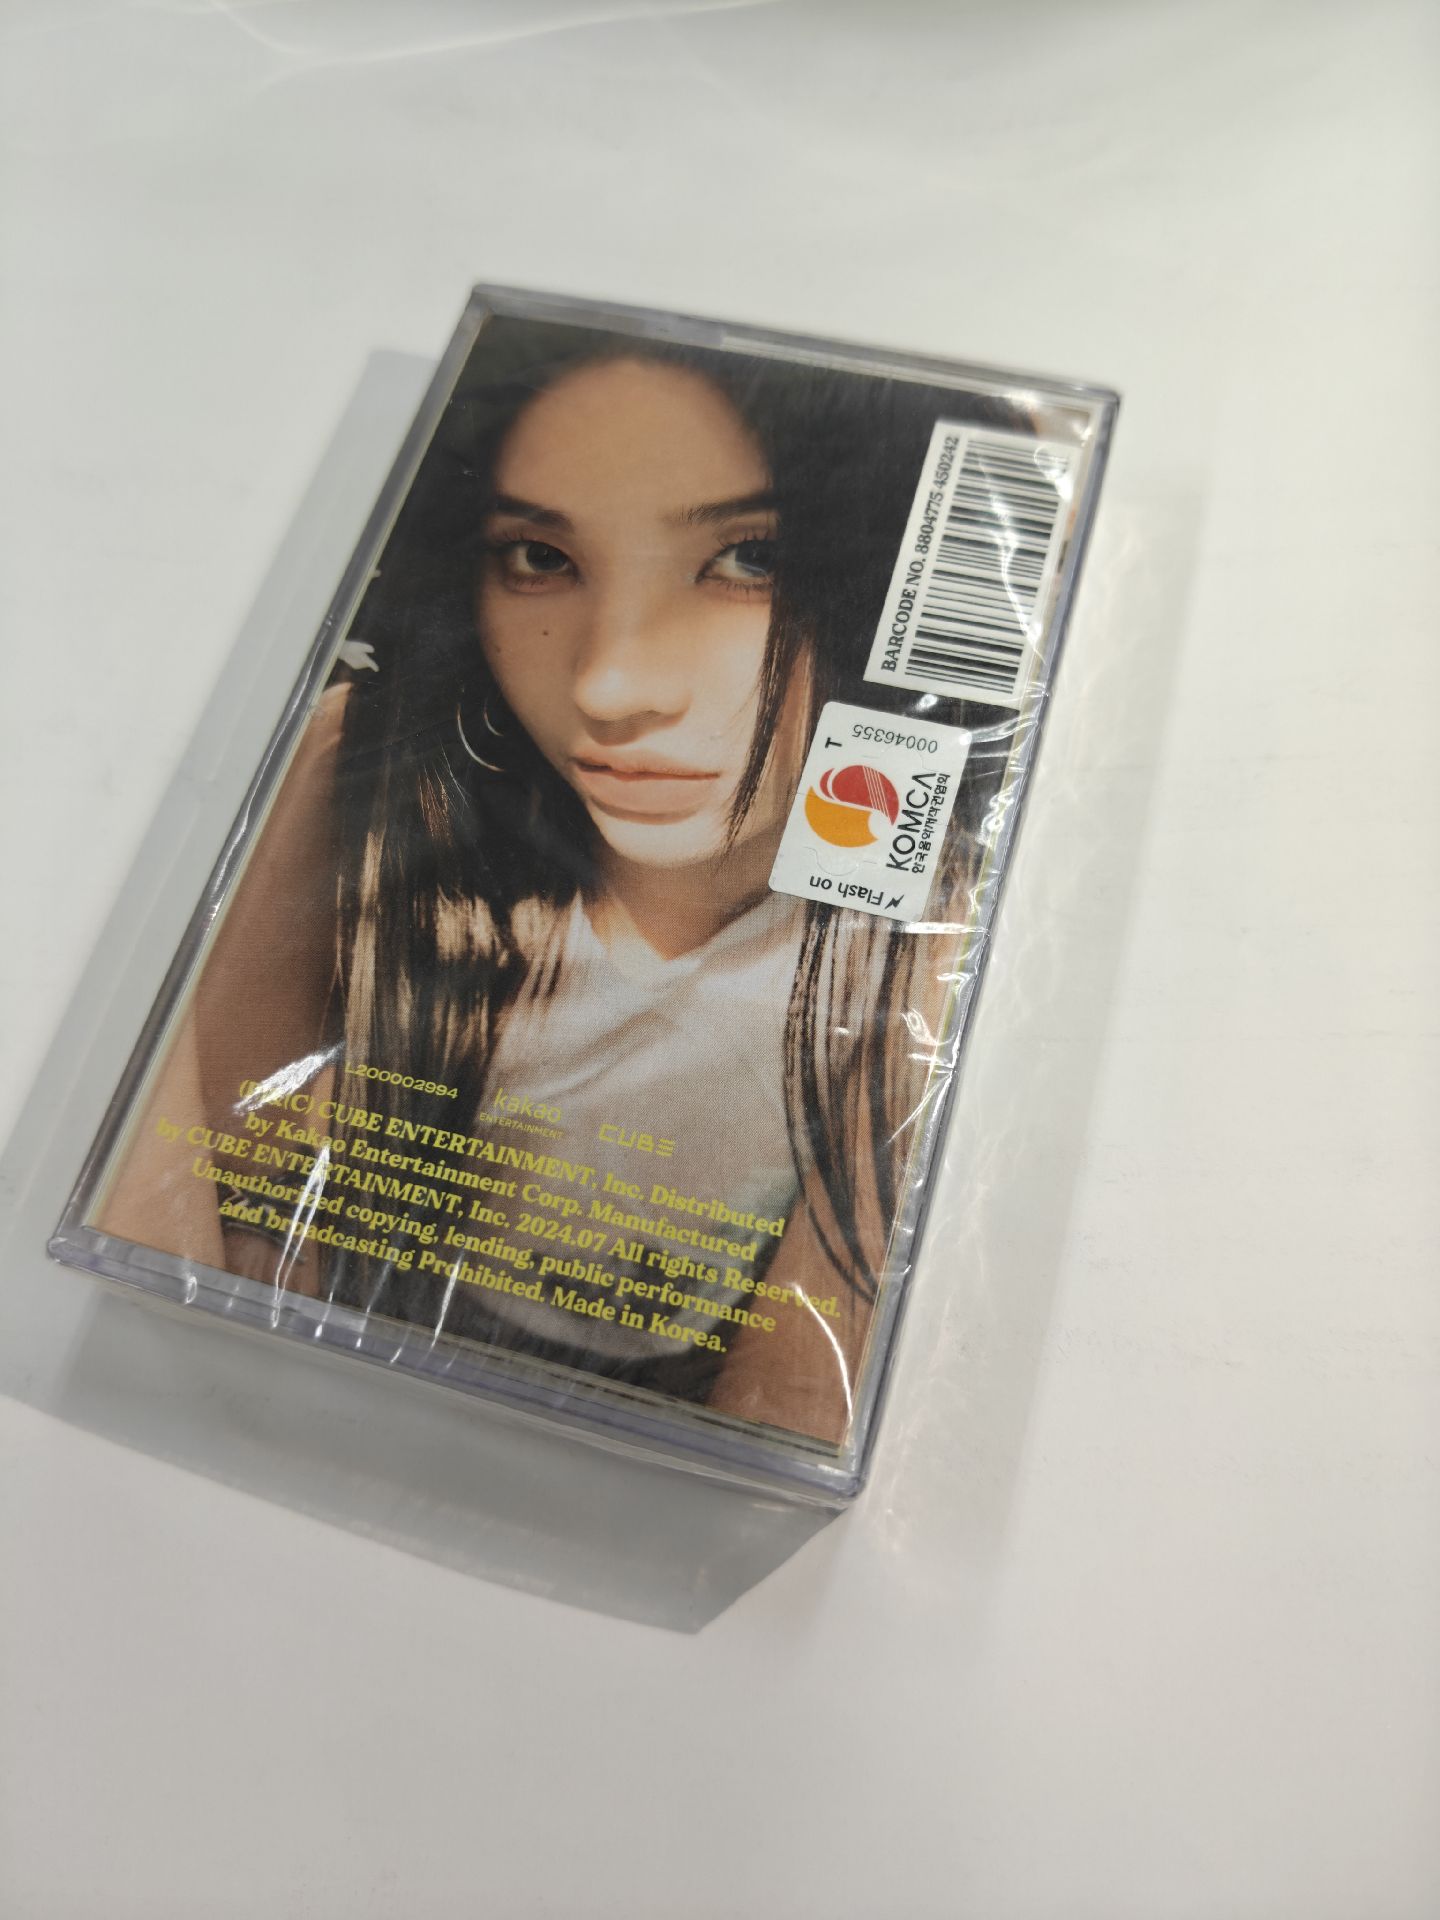 BARCODE NO. 8804775 450242
00046355
T
KOMCA
한국음악저작권협회
Flash on
L200002994
kakao
ENTERTAINMENT
CUBE
(P)&(C) CUBE ENTERTAINMENT, Inc. Distributed
by Kakao Entertainment Corp. Manufactured
by CUBE ENTERTAINMENT, Inc. 2024.07 All rights Reserved.
Unauthorized copying, lending, public performance
and broadcasting Prohibited. Made in Korea.